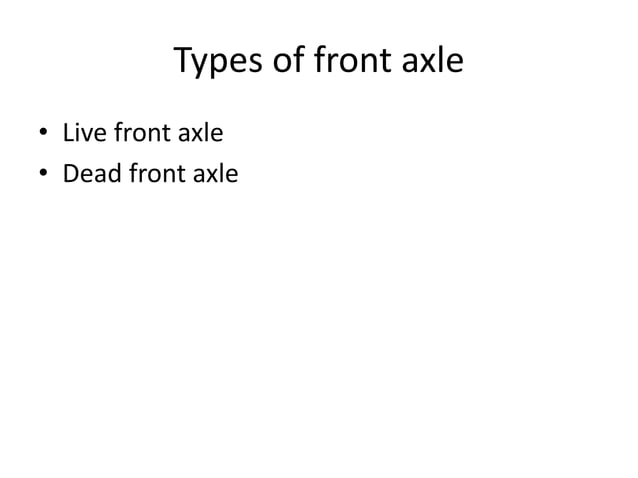 Types of front axle
• Live front axle
• Dead front axle